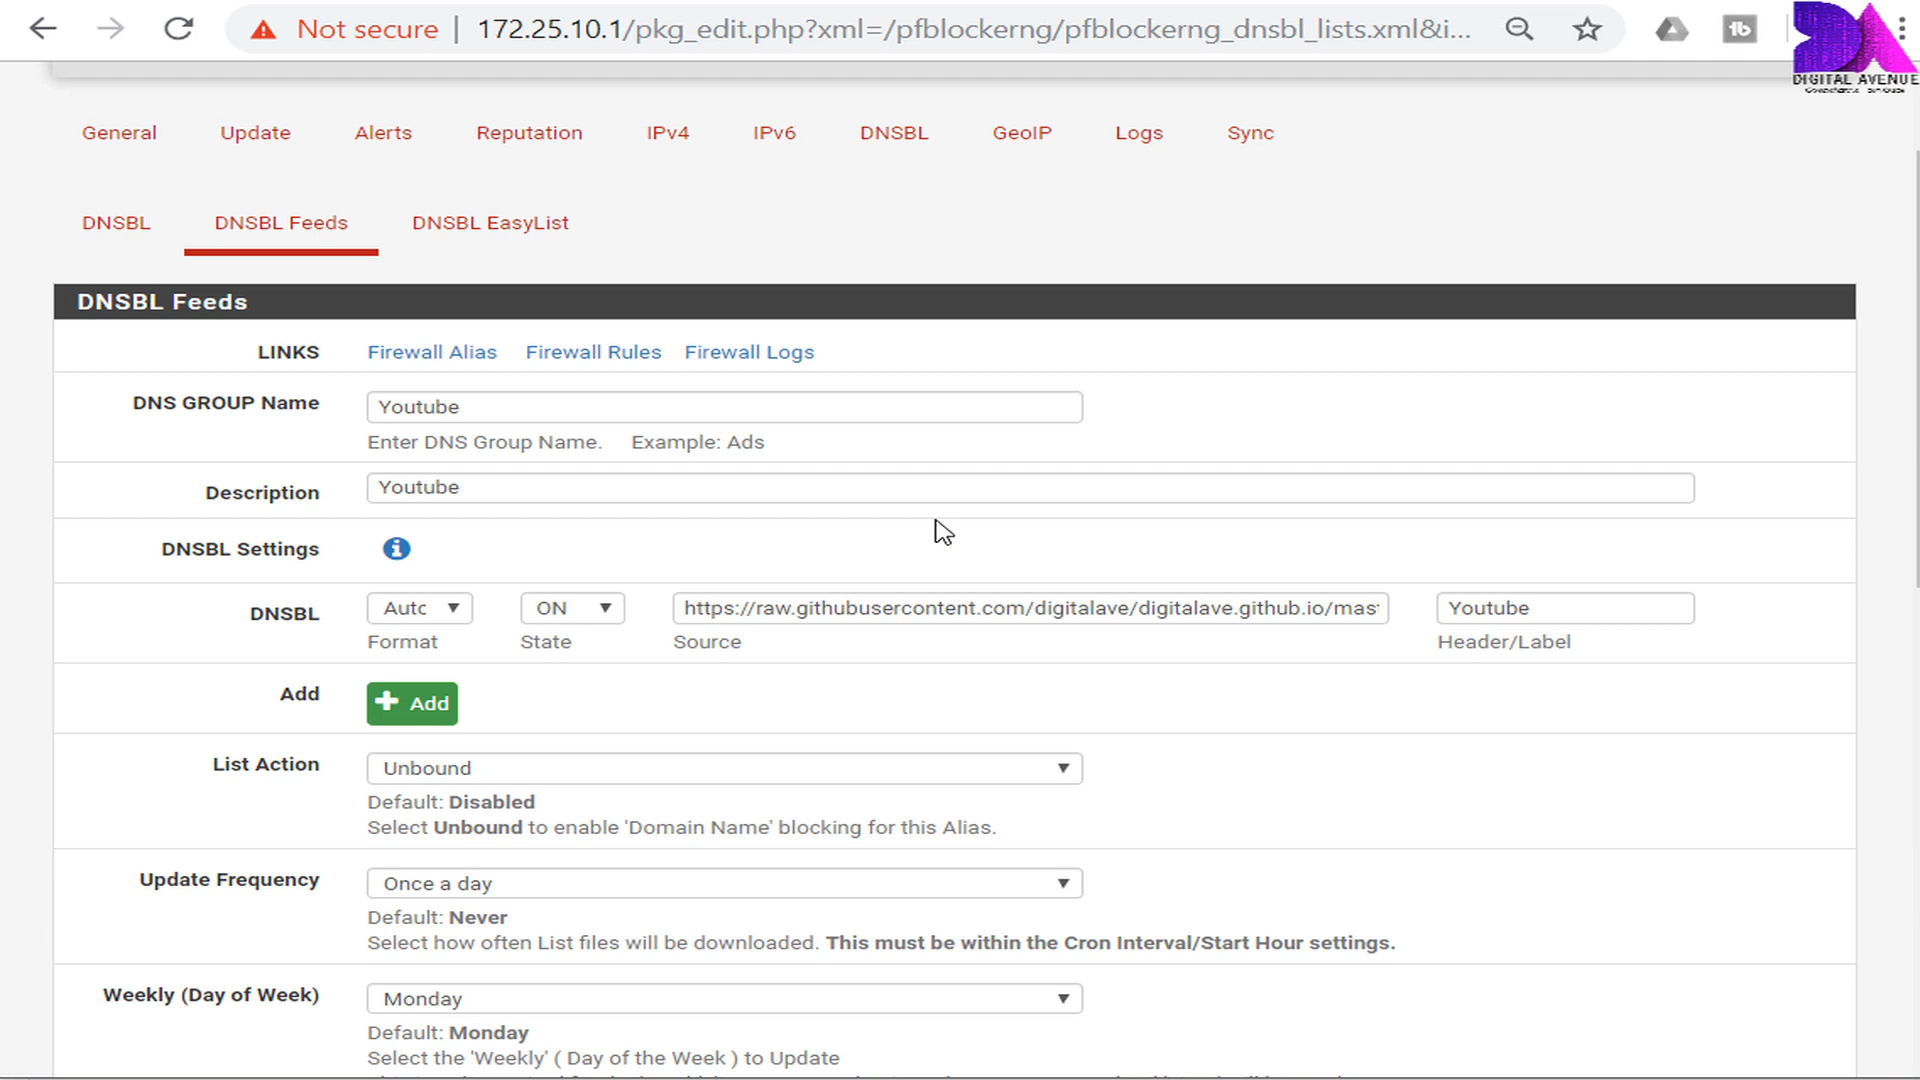 Not secure | 172.25.10.1/pkg_edit.php?xml=/pfblockerng/pfblockerng_dnsbl_lists.xml&i...
DIGITAL AVENUE
General Update Alerts Reputation IPv4 IPv6 DNSBL GeoIP Logs Sync
DNSBL DNSBL Feeds DNSBL EasyList
DNSBL Feeds
LINKS Firewall Alias Firewall Rules Firewall Logs
DNS GROUP Name Youtube
Enter DNS Group Name. Example: Ads
Description Youtube
DNSBL Settings
DNSBL Auto ON https://raw.githubusercontent.com/digitalave/digitalave.github.io/mast Youtube
Format State Source Header/Label
Add Add
List Action Unbound
Default: Disabled
Select Unbound to enable 'Domain Name' blocking for this Alias.
Update Frequency Once a day
Default: Never
Select how often List files will be downloaded. This must be within the Cron Interval/Start Hour settings.
Weekly (Day of Week) Monday
Default: Monday
Select the 'Weekly' ( Day of the Week ) to Update